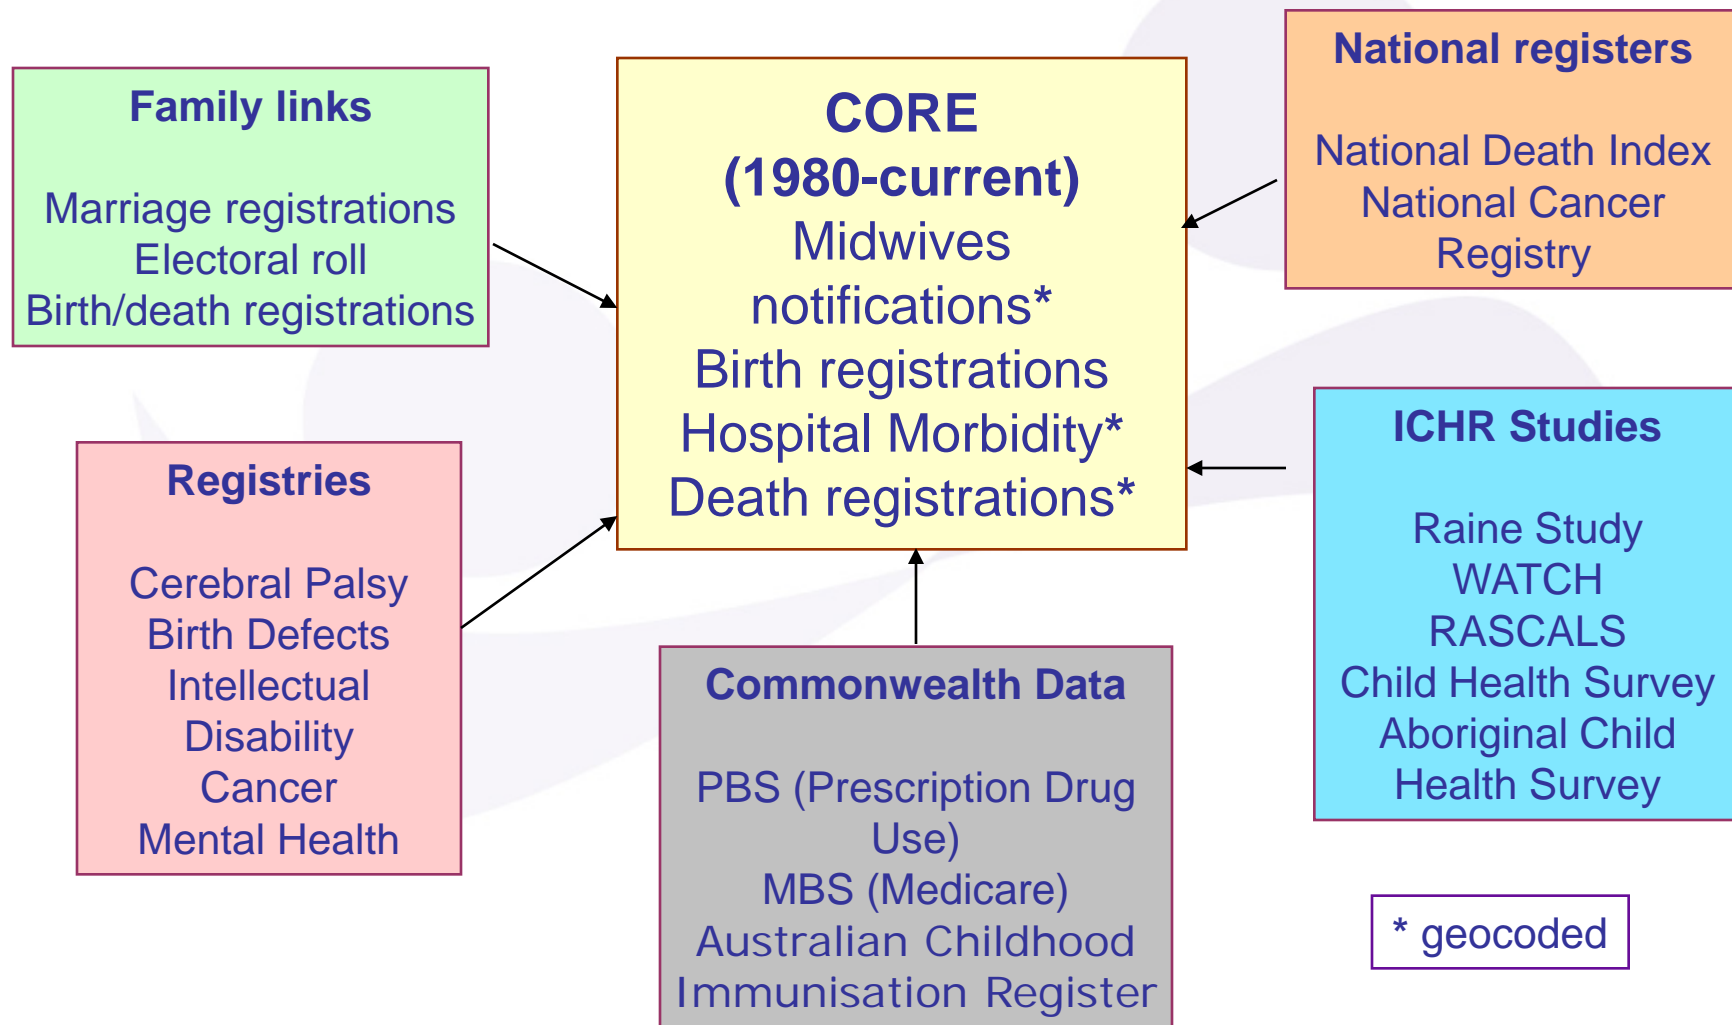 Family links
Marriage registrations
Electoral roll
Birth/death registrations
CORE
(1980-current)
Midwives
notifications*
Birth registrations
Hospital Morbidity*
Death registrations*
National registers
National Death Index
National Cancer
Registry
Registries
Cerebral Palsy
Birth Defects
Intellectual
Disability
Cancer
Mental Health
Commonwealth Data
PBS (Prescription Drug
Use)
MBS (Medicare)
Australian Childhood
Immunisation Register
ICHR Studies
Raine Study
WATCH
RASCALS
Child Health Survey
Aboriginal Child
Health Survey
* geocoded